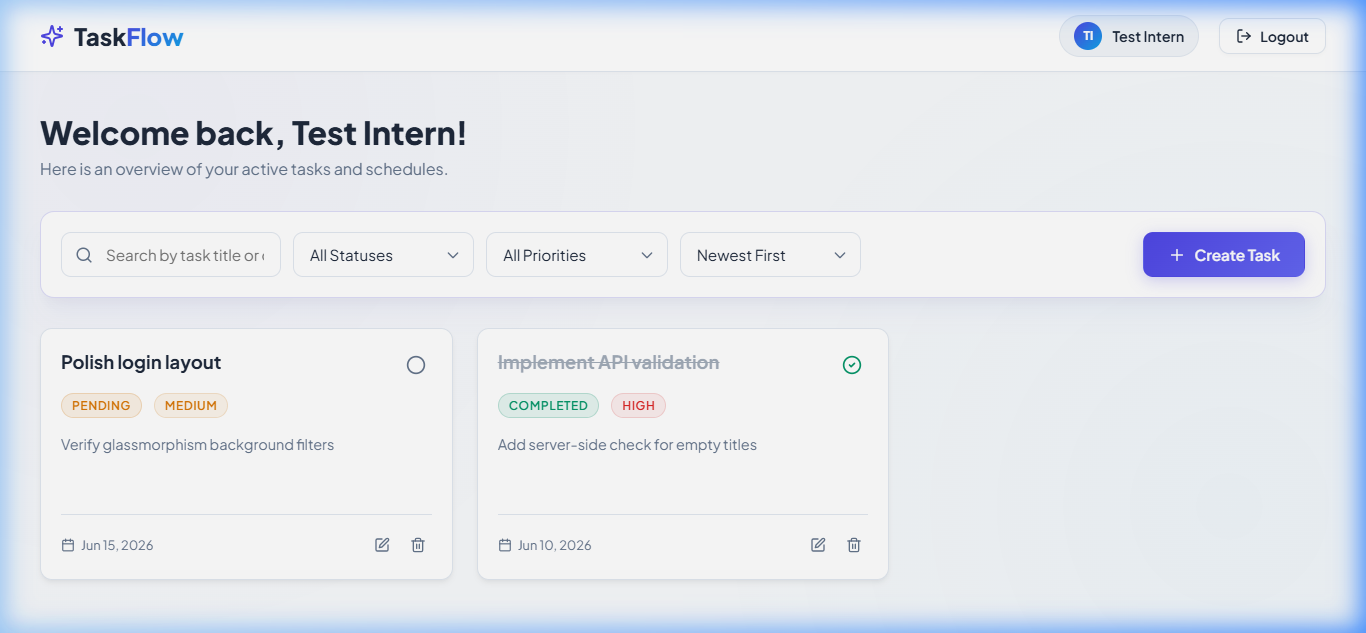 TaskFlow
TI Test Intern
Logout
Welcome back, Test Intern!
Here is an overview of your active tasks and schedules.
Search by task title or
All Statuses
All Priorities
Newest First
Create Task
Polish login layout
PENDING MEDIUM
Verify glassmorphism background filters
Jun 15, 2026
Implement API validation
COMPLETED HIGH
Add server-side check for empty titles
Jun 10, 2026